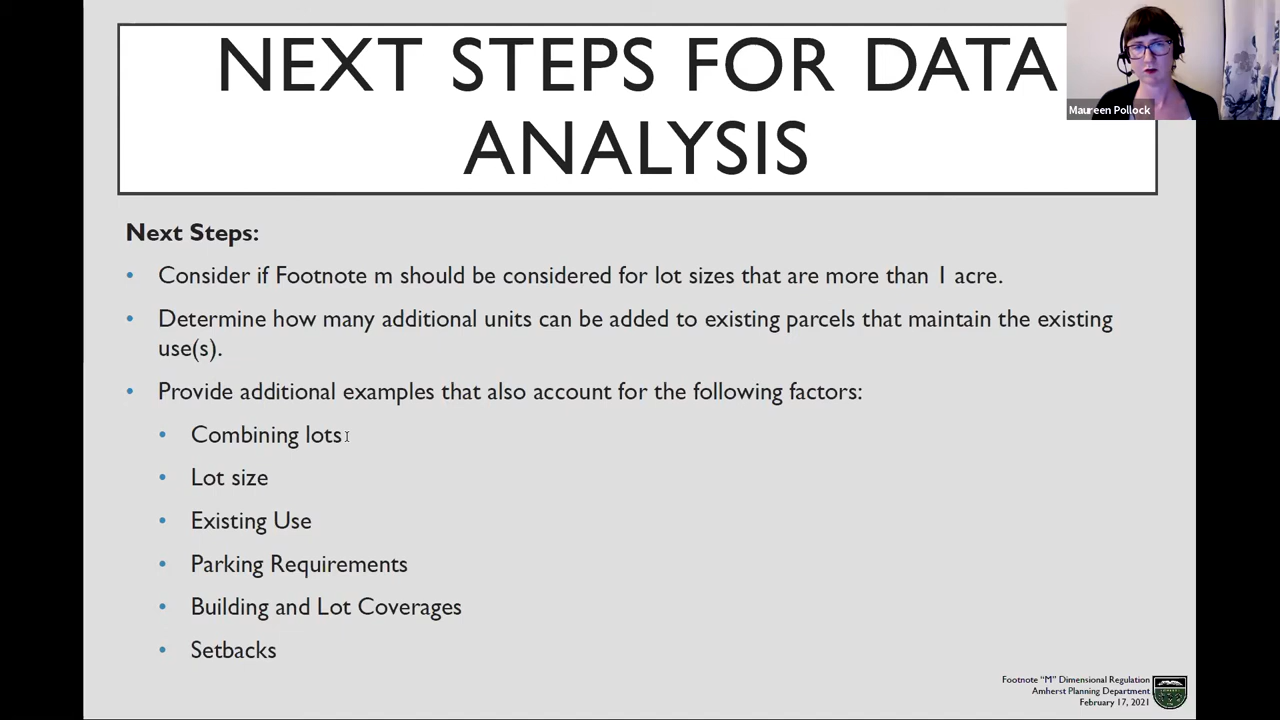 NEXT STEPS FOR DATA
ANALYSIS
Maureen Pollock
Next Steps:
• Consider if Footnote m should be considered for lot sizes that are more than 1 acre.
• Determine how many additional units can be added to existing parcels that maintain the existing
use(s).
• Provide additional examples that also account for the following factors:
• Combining lots
• Lot size
• Existing Use
• Parking Requirements
• Building and Lot Coverages
• Setbacks
Footnote "M" Dimensional Regulation
Amherst Planning Department
February 17, 2021